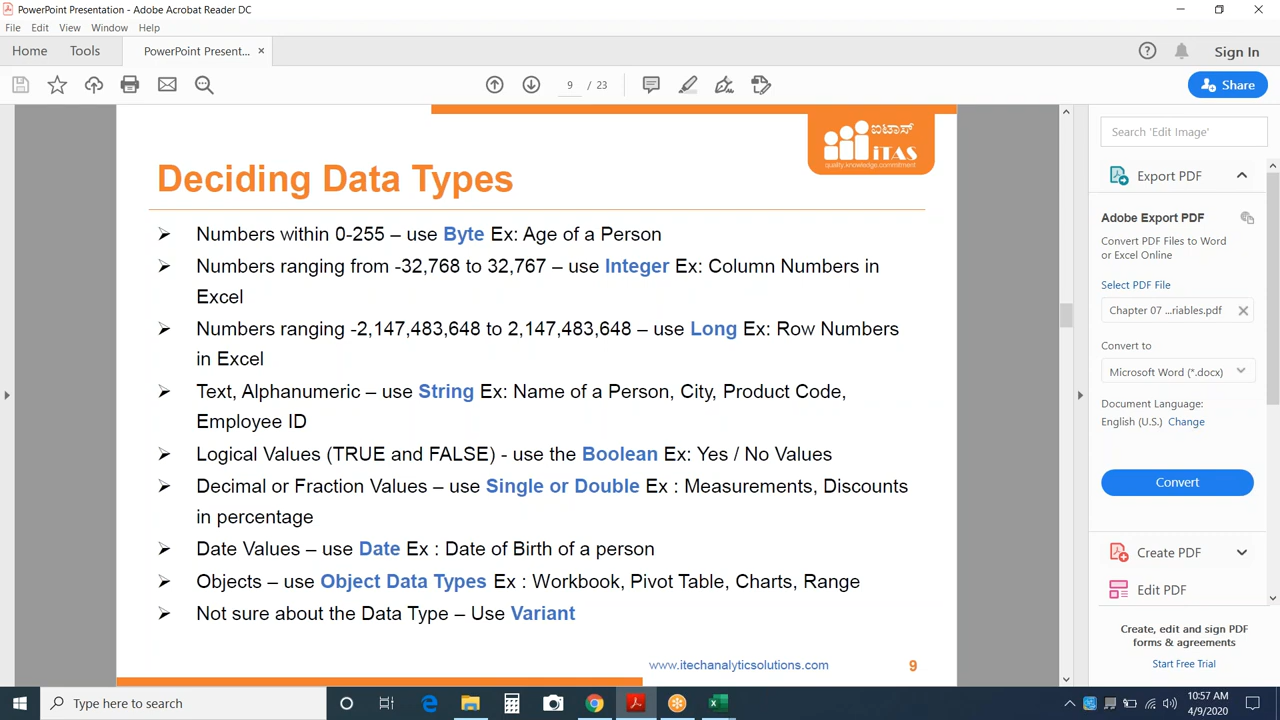 PowerPoint Presentation - Adobe Acrobat Reader DC
File Edit View Window Help
Home Tools PowerPoint Present... × Sign In
9 / 23 Share
ಐಟಾಸ್
iTAS
quality.knowledge.commitment
Deciding Data Types
➢ Numbers within 0-255 – use Byte Ex: Age of a Person
➢ Numbers ranging from -32,768 to 32,767 – use Integer Ex: Column Numbers in
Excel
➢ Numbers ranging -2,147,483,648 to 2,147,483,648 – use Long Ex: Row Numbers
in Excel
➢ Text, Alphanumeric – use String Ex: Name of a Person, City, Product Code,
Employee ID
➢ Logical Values (TRUE and FALSE) - use the Boolean Ex: Yes / No Values
➢ Decimal or Fraction Values – use Single or Double Ex : Measurements, Discounts
in percentage
➢ Date Values – use Date Ex : Date of Birth of a person
➢ Objects – use Object Data Types Ex : Workbook, Pivot Table, Charts, Range
➢ Not sure about the Data Type – Use Variant
www.itechanalyticsolutions.com 9
Search 'Edit Image'
Export PDF
Adobe Export PDF
Convert PDF Files to Word
or Excel Online
Select PDF File
Chapter 07 ...riables.pdf
Convert to
Microsoft Word (*.docx)
Document Language:
English (U.S.) Change
Convert
Create PDF
Edit PDF
Create, edit and sign PDF
forms & agreements
Start Free Trial
Type here to search
10:57 AM
4/9/2020